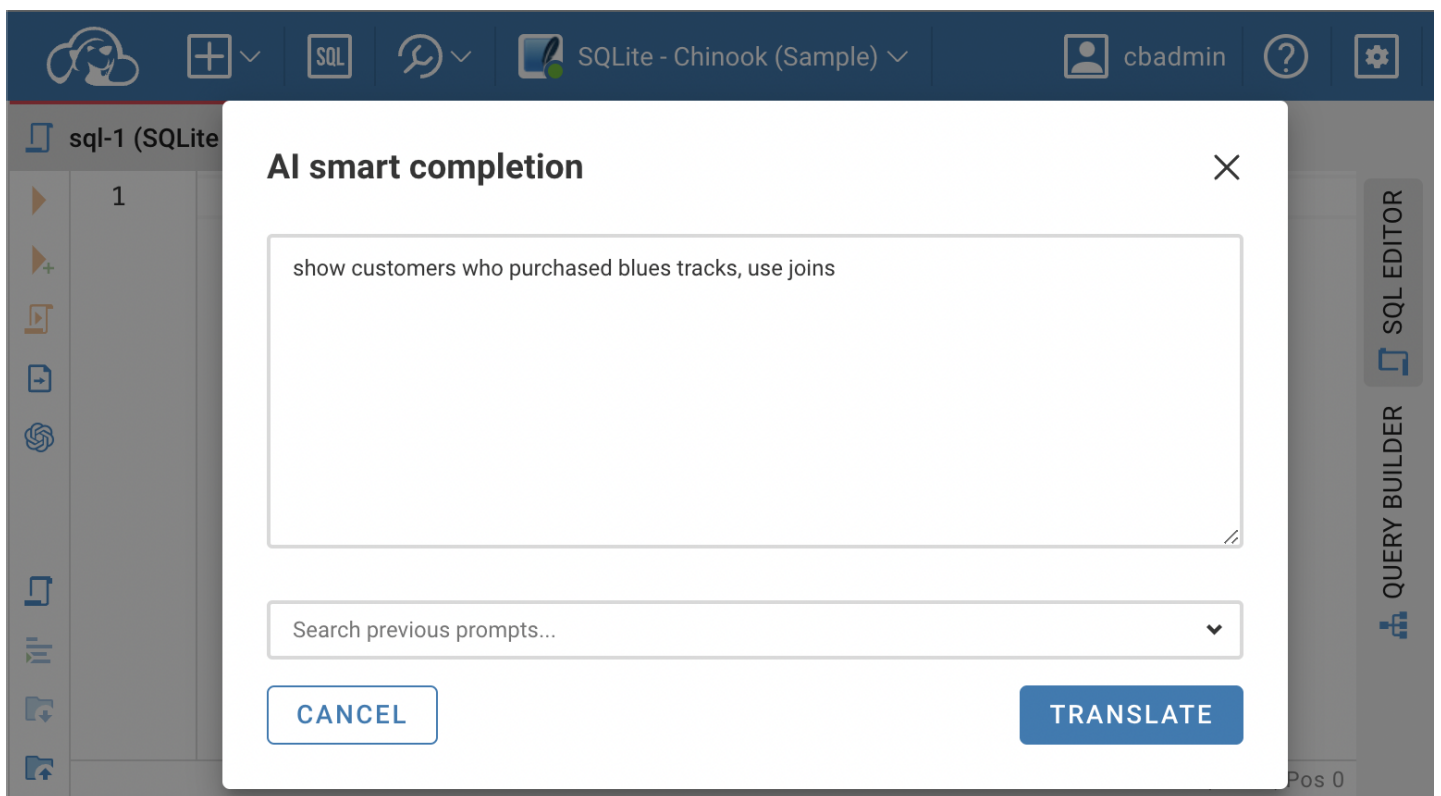 SQL
SQLite - Chinook (Sample)
cbadmin
sql-1 (SQLite
1
AI smart completion
show customers who purchased blues tracks, use joins
Search previous prompts...
CANCEL
TRANSLATE
SQL EDITOR
QUERY BUILDER
Pos 0